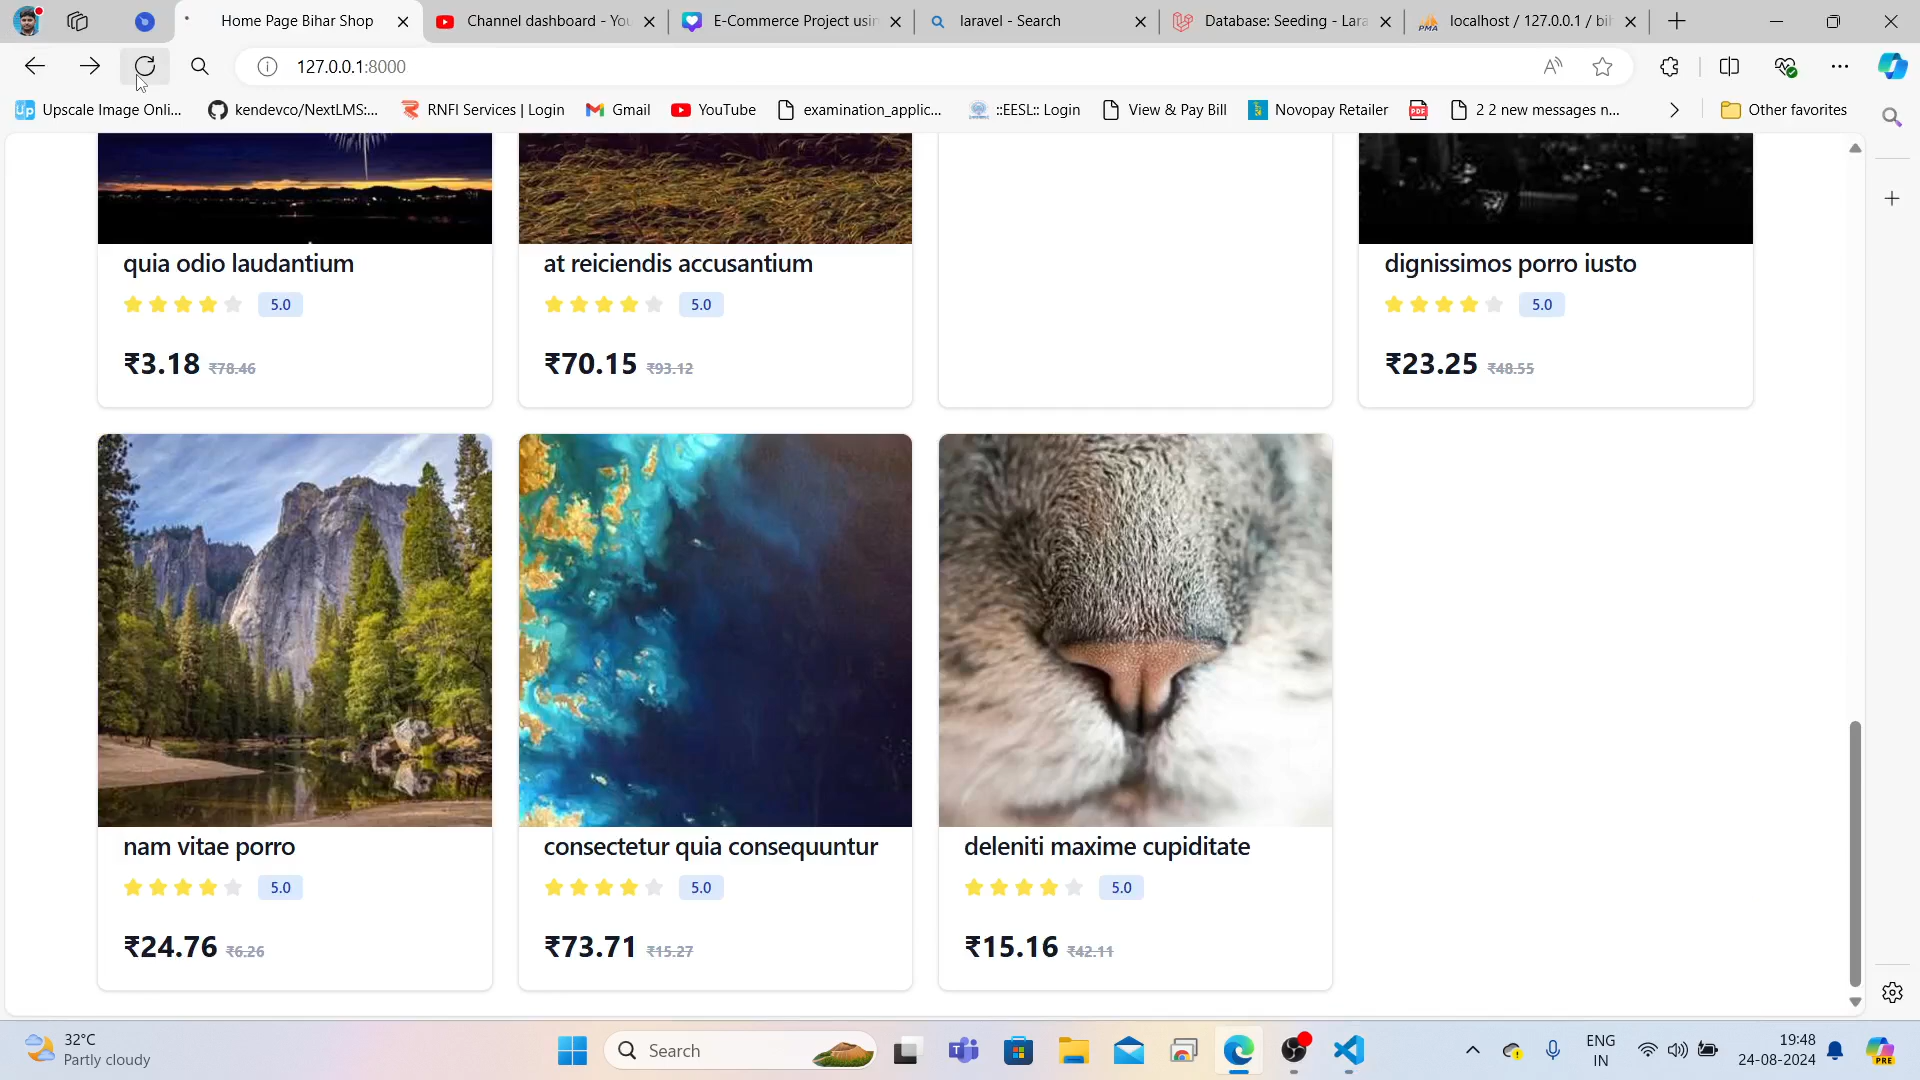 Home Page Bihar Shop
Channel dashboard - You
E-Commerce Project usin
laravel - Search
Database: Seeding - Lara
localhost / 127.0.0.1 / bih
127.0.0.1:8000
Upscale Image Onli...
kendevco/NextLMS:...
RNFI Services | Login
Gmail
YouTube
examination_applic...
::EESL:: Login
View & Pay Bill
Novopay Retailer
2 2 new messages n...
Other favorites
quia odio laudantium
at reiciendis accusantium
dignissimos porro iusto
5.0
5.0
5.0
₹3.18 ₹78.46
₹70.15 ₹93.12
₹23.25 ₹48.55
nam vitae porro
consectetur quia consequuntur
deleniti maxime cupiditate
5.0
5.0
5.0
₹24.76 ₹6.26
₹73.71 ₹15.27
₹15.16 ₹42.11
32°C
Partly cloudy
Search
ENG
IN
19:48
24-08-2024